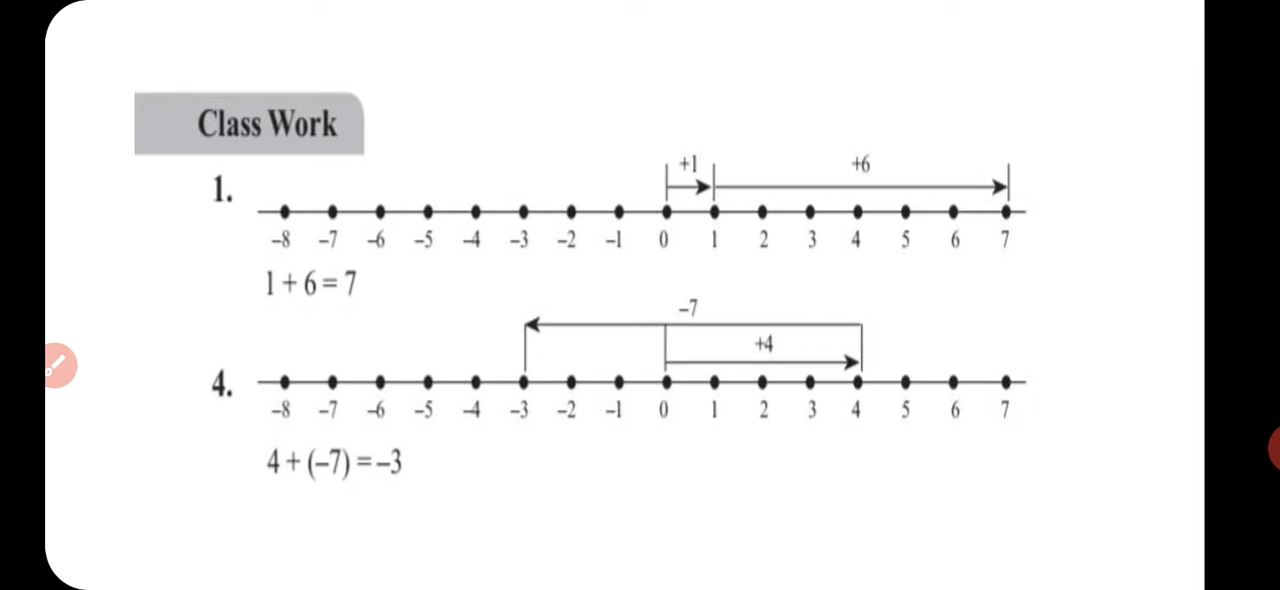 Class Work
+1 +6
1.
–8 –7 –6 –5 –4 –3 –2 –1 0 1 2 3 4 5 6 7
1 + 6 = 7
–7
+4
4.
–8 –7 –6 –5 –4 –3 –2 –1 0 1 2 3 4 5 6 7
4 + (–7) = –3